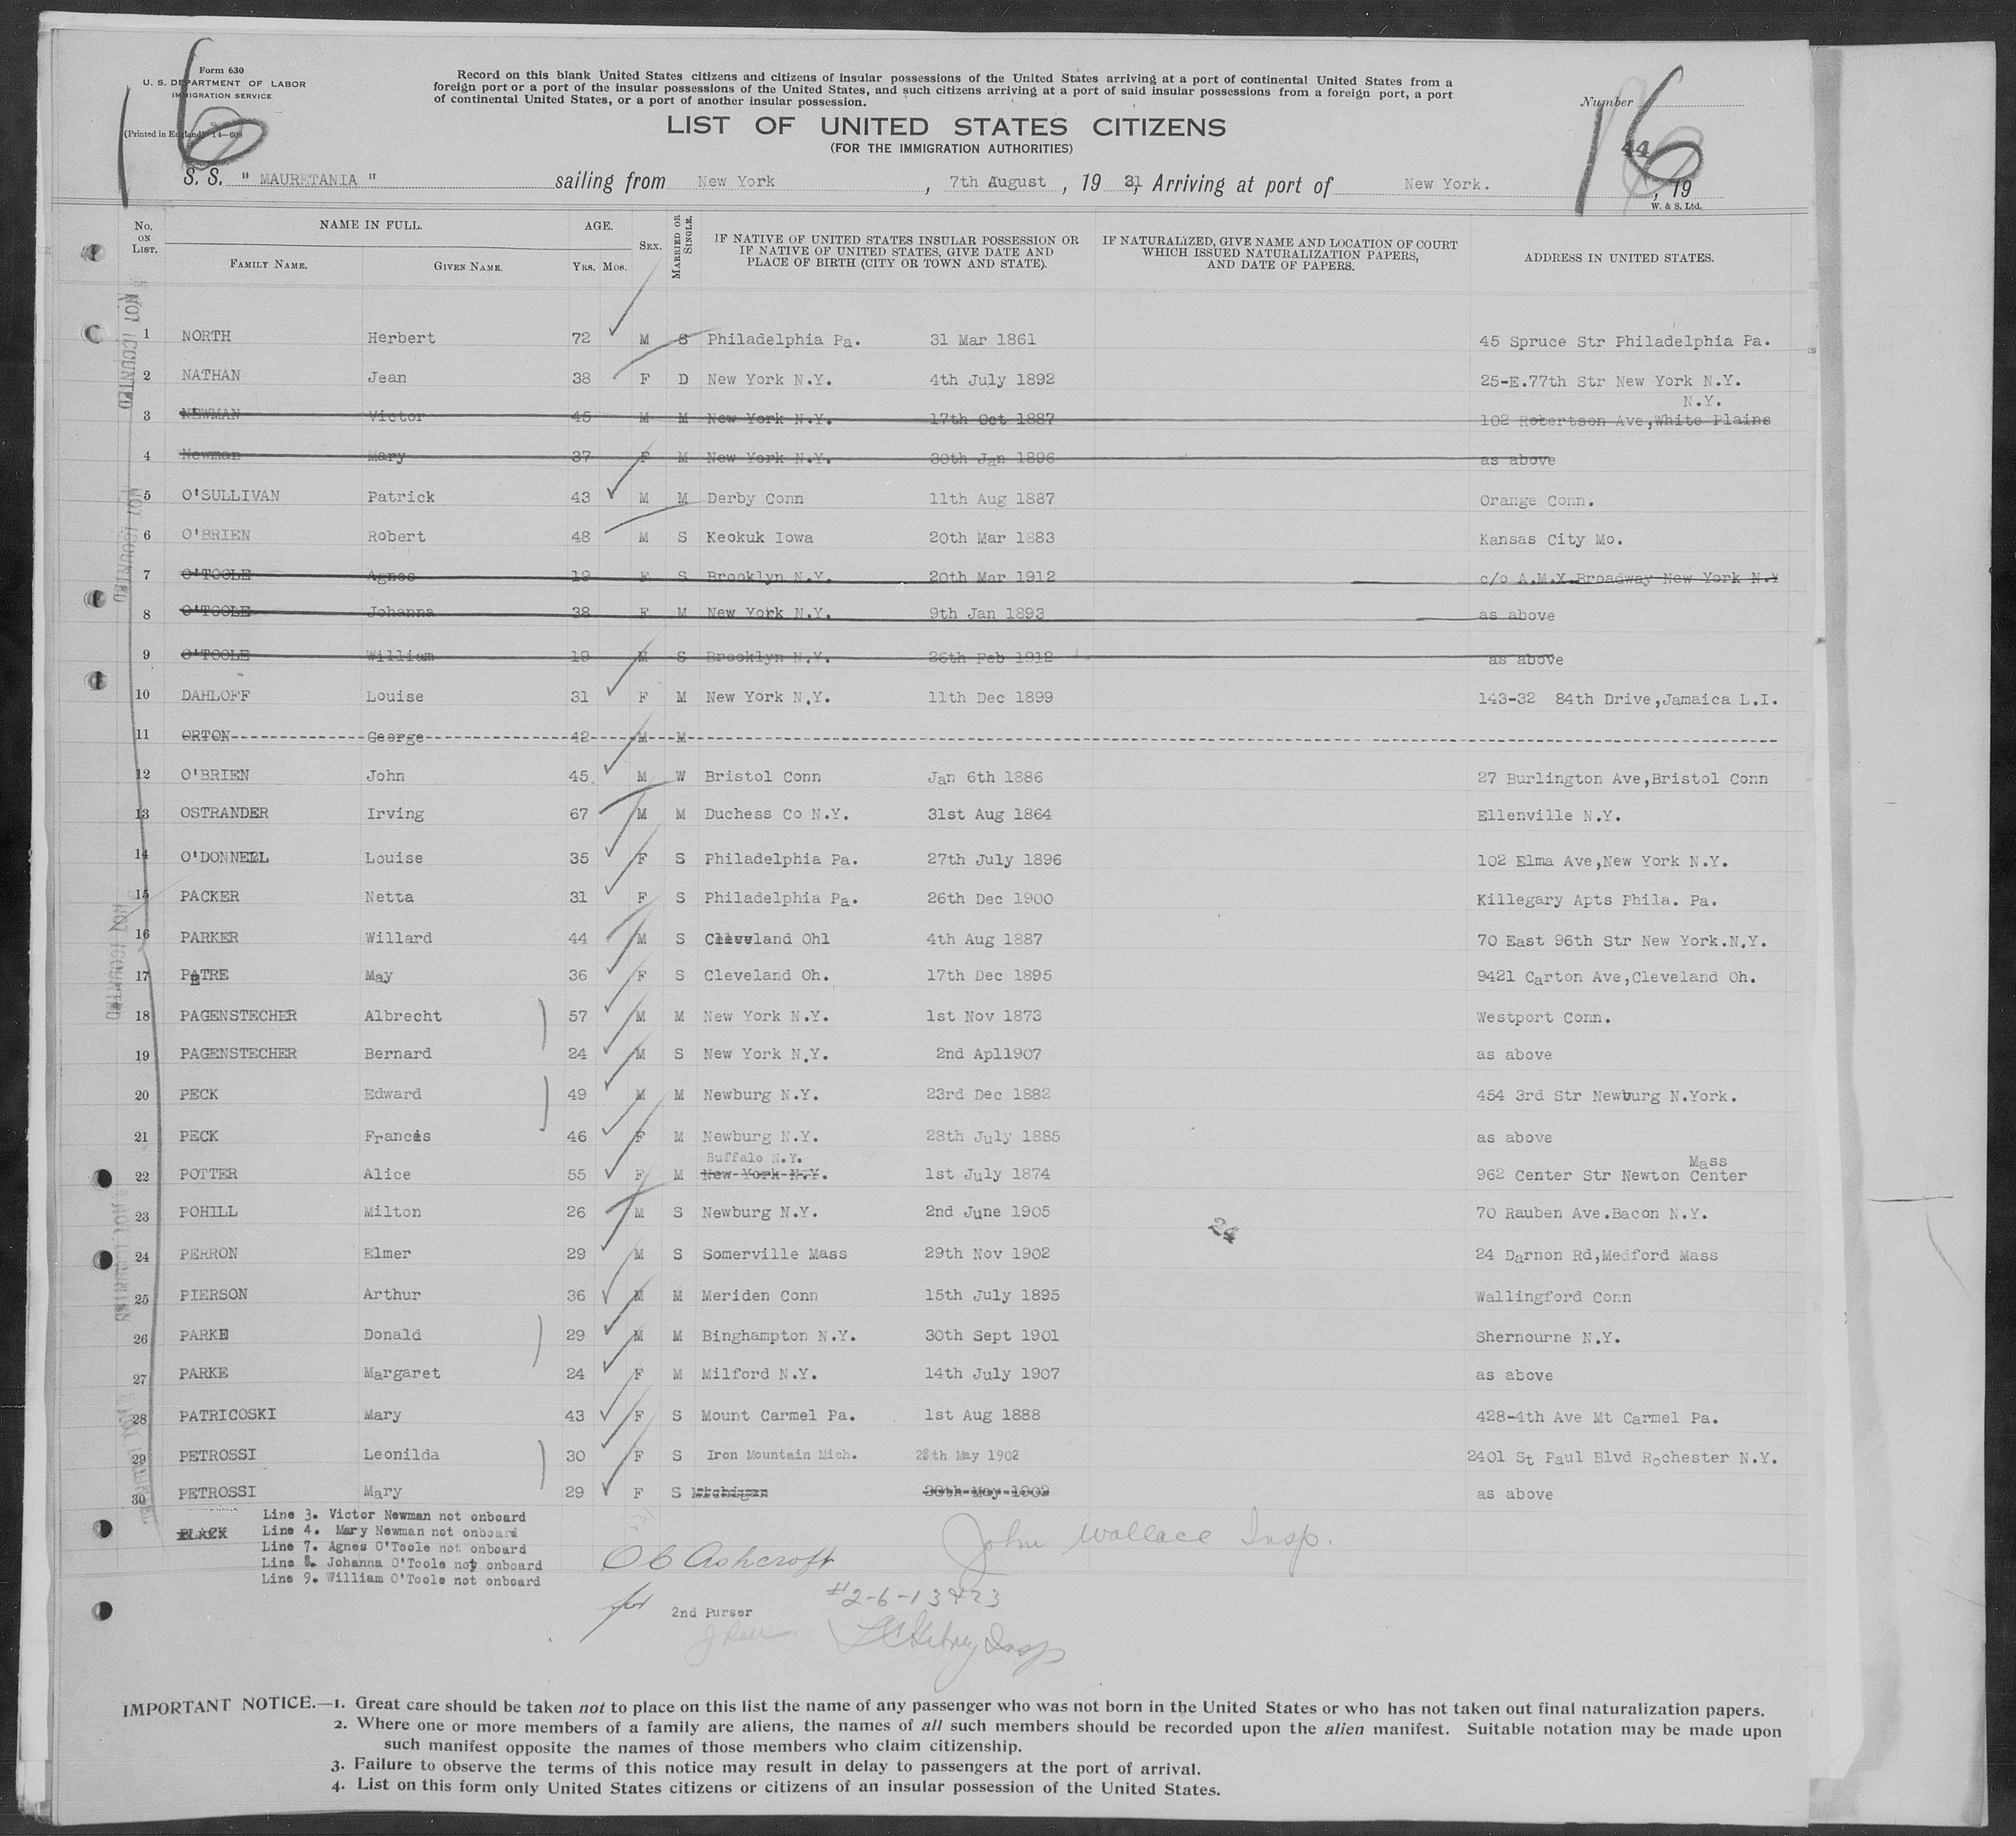 Form 630
U. S. DEPARTMENT OF LABOR
IMMIGRATION SERVICE
(Printed in England) 14—608
Record on this blank United States citizens and citizens of insular possessions of the United States arriving at a port of continental United States from a
foreign port or a port of the insular possessions of the United States, and such citizens arriving at a port of said insular possessions from a foreign port, a port
of continental United States, or a port of another insular possession.
Number
16
16
44
LIST OF UNITED STATES CITIZENS
(FOR THE IMMIGRATION AUTHORITIES)
S. S. " MAURETANIA " sailing from New York , 7th August , 19 31, Arriving at port of New York. , 19
W. & S. Ltd.
No. ON LIST. NAME IN FULL. FAMILY NAME. GIVEN NAME. AGE. YRS. MOS. SEX. MARRIED OR SINGLE. IF NATIVE OF UNITED STATES INSULAR POSSESSION OR IF NATIVE OF UNITED STATES, GIVE DATE AND PLACE OF BIRTH (CITY OR TOWN AND STATE). IF NATURALIZED, GIVE NAME AND LOCATION OF COURT WHICH ISSUED NATURALIZATION PAPERS, AND DATE OF PAPERS. ADDRESS IN UNITED STATES.
1 NORTH Herbert 72 M S Philadelphia Pa. 31 Mar 1861 45 Spruce Str Philadelphia Pa.
2 NATHAN Jean 38 F D New York N.Y. 4th July 1892 25-E.77th Str New York N.Y.
N.Y.
3 NEWMAN Victor 45 M M New York N.Y. 17th Oct 1887 102 Robertson Ave,White Plains
4 Newman Mary 37 F M New York N.Y. 30th Jan 1896 as above
5 O'SULLIVAN Patrick 43 M M Derby Conn 11th Aug 1887 Orange Conn.
6 O'BRIEN Robert 48 M S Keokuk Iowa 20th Mar 1883 Kansas City Mo.
7 O'TOOLE Agnes 19 F S Brooklyn N.Y. 20th Mar 1912 c/o A.M.X.Broadway New York N.Y
8 O'TOOLE Johanna 38 F M New York N.Y. 9th Jan 1893 as above
9 O'TOOLE William 19 M S Brooklyn N.Y. 26th Feb 1912 as above
10 DAHLOFF Louise 31 F M New York N.Y. 11th Dec 1899 143-32 84th Drive,Jamaica L.I.
11 ORTON George 42 M M
12 O'BRIEN John 45 M W Bristol Conn Jan 6th 1886 27 Burlington Ave,Bristol Conn
13 OSTRANDER Irving 67 M M Duchess Co N.Y. 31st Aug 1864 Ellenville N.Y.
14 O'DONNELL Louise 35 F S Philadelphia Pa. 27th July 1896 102 Elma Ave,New York N.Y.
15 PACKER Netta 31 F S Philadelphia Pa. 26th Dec 1900 Killegary Apts Phila. Pa.
16 PARKER Willard 44 M S Cleveland Ohl 4th Aug 1887 70 East 96th Str New York.N.Y.
17 PETRE May 36 F S Cleveland Oh. 17th Dec 1895 9421 Carton Ave,Cleveland Oh.
18 PAGENSTECHER Albrecht 57 M M New York N.Y. 1st Nov 1873 Westport Conn.
19 PAGENSTECHER Bernard 24 M S New York N.Y. 2nd Apl1907 as above
20 PECK Edward 49 M M Newburg N.Y. 23rd Dec 1882 454 3rd Str Newburg N.York.
21 PECK Francis 46 F M Newburg N.Y. 28th July 1885 as above
Buffalo N.Y. Mass
22 POTTER Alice 55 F M New York N.Y. 1st July 1874 962 Center Str Newton Center
23 POHILL Milton 26 M S Newburg N.Y. 2nd June 1905 70 Rauben Ave.Bacon N.Y.
24
24 PERRON Elmer 29 M S Somerville Mass 29th Nov 1902 24 Darnon Rd,Medford Mass
25 PIERSON Arthur 36 M M Meriden Conn 15th July 1895 Wallingford Conn
26 PARKE Donald 29 M M Binghampton N.Y. 30th Sept 1901 Shernourne N.Y.
27 PARKE Margaret 24 F M Milford N.Y. 14th July 1907 as above
28 PATRICOSKI Mary 43 F S Mount Carmel Pa. 1st Aug 1888 428-4th Ave Mt Carmel Pa.
29 PETROSSI Leonilda 30 F S Iron Mountain Mich. 28th May 1902 2401 St Paul Blvd Rochester N.Y.
30 PETROSSI Mary 29 F S Michigan 30th May 1902 as above
BLACK
Line 3. Victor Newman not onboard
Line 4. Mary Newman not onboard
Line 7. Agnes O'Toole not onboard
Line 8. Johanna O'Toole not onboard
Line 9. William O'Toole not onboard
NOT COUNTED
NOT COUNTED
NOT COUNTED
NOT COUNTED
John Wallace Insp.
Ashcroft
for 2nd Purser
Insp
IMPORTANT NOTICE.—1. Great care should be taken not to place on this list the name of any passenger who was not born in the United States or who has not taken out final naturalization papers.
2. Where one or more members of a family are aliens, the names of all such members should be recorded upon the alien manifest. Suitable notation may be made upon
such manifest opposite the names of those members who claim citizenship.
3. Failure to observe the terms of this notice may result in delay to passengers at the port of arrival.
4. List on this form only United States citizens or citizens of an insular possession of the United States.